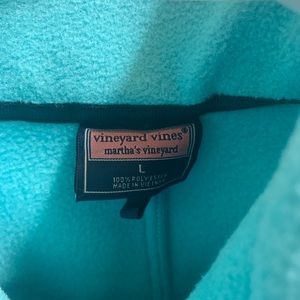 vineyard vines®
martha's vineyard
L
100% POLYESTER
MADE IN VIETNAM